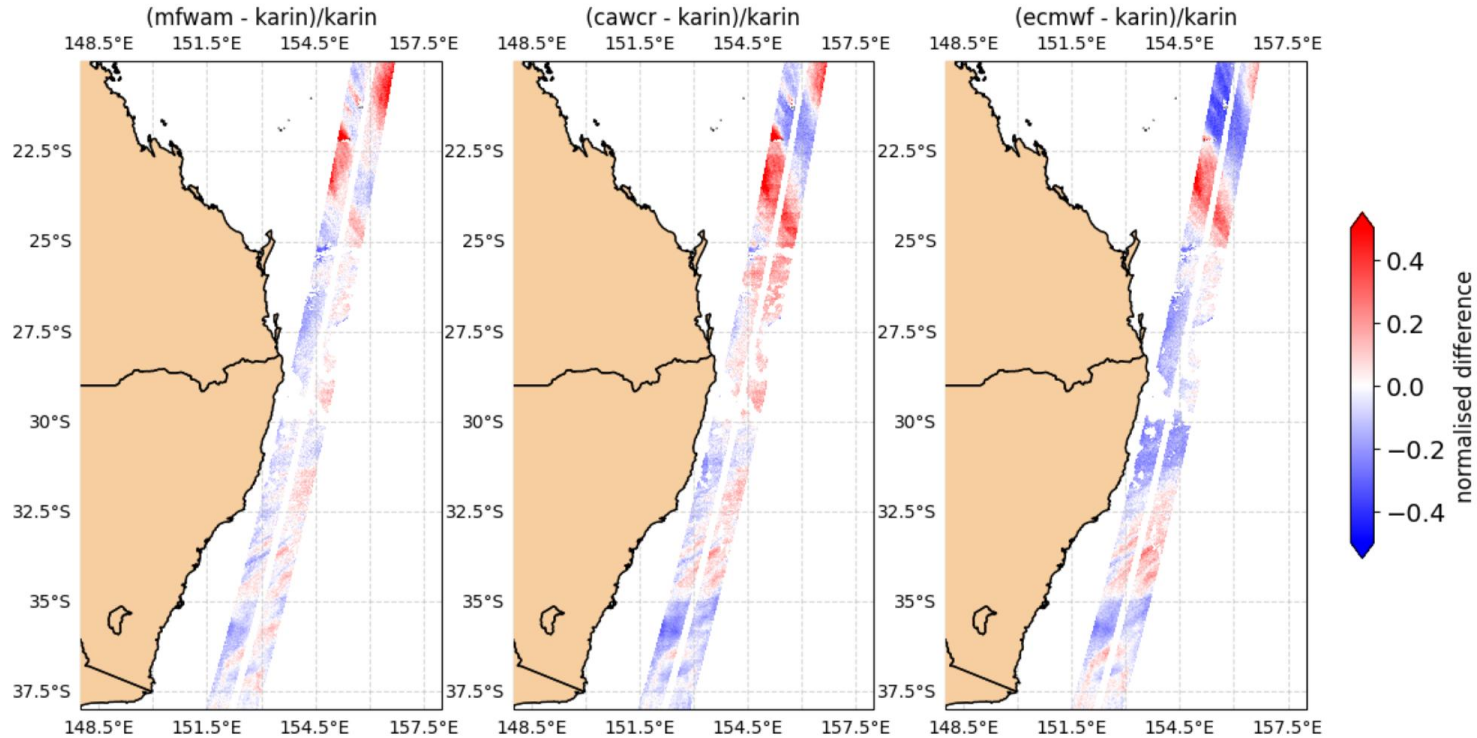 (mfwam - karin)/karin
148.5°E 151.5°E 154.5°E 157.5°E
22.5°S
25°S
27.5°S
30°S
32.5°S
35°S
37.5°S
148.5°E 151.5°E 154.5°E 157.5°E
(cawcr - karin)/karin
148.5°E 151.5°E 154.5°E 157.5°E
22.5°S
25°S
27.5°S
30°S
32.5°S
35°S
37.5°S
148.5°E 151.5°E 154.5°E 157.5°E
(ecmwf - karin)/karin
148.5°E 151.5°E 154.5°E 157.5°E
22.5°S
25°S
27.5°S
30°S
32.5°S
35°S
37.5°S
148.5°E 151.5°E 154.5°E 157.5°E
0.4
0.2
0.0
−0.2
−0.4
normalised difference